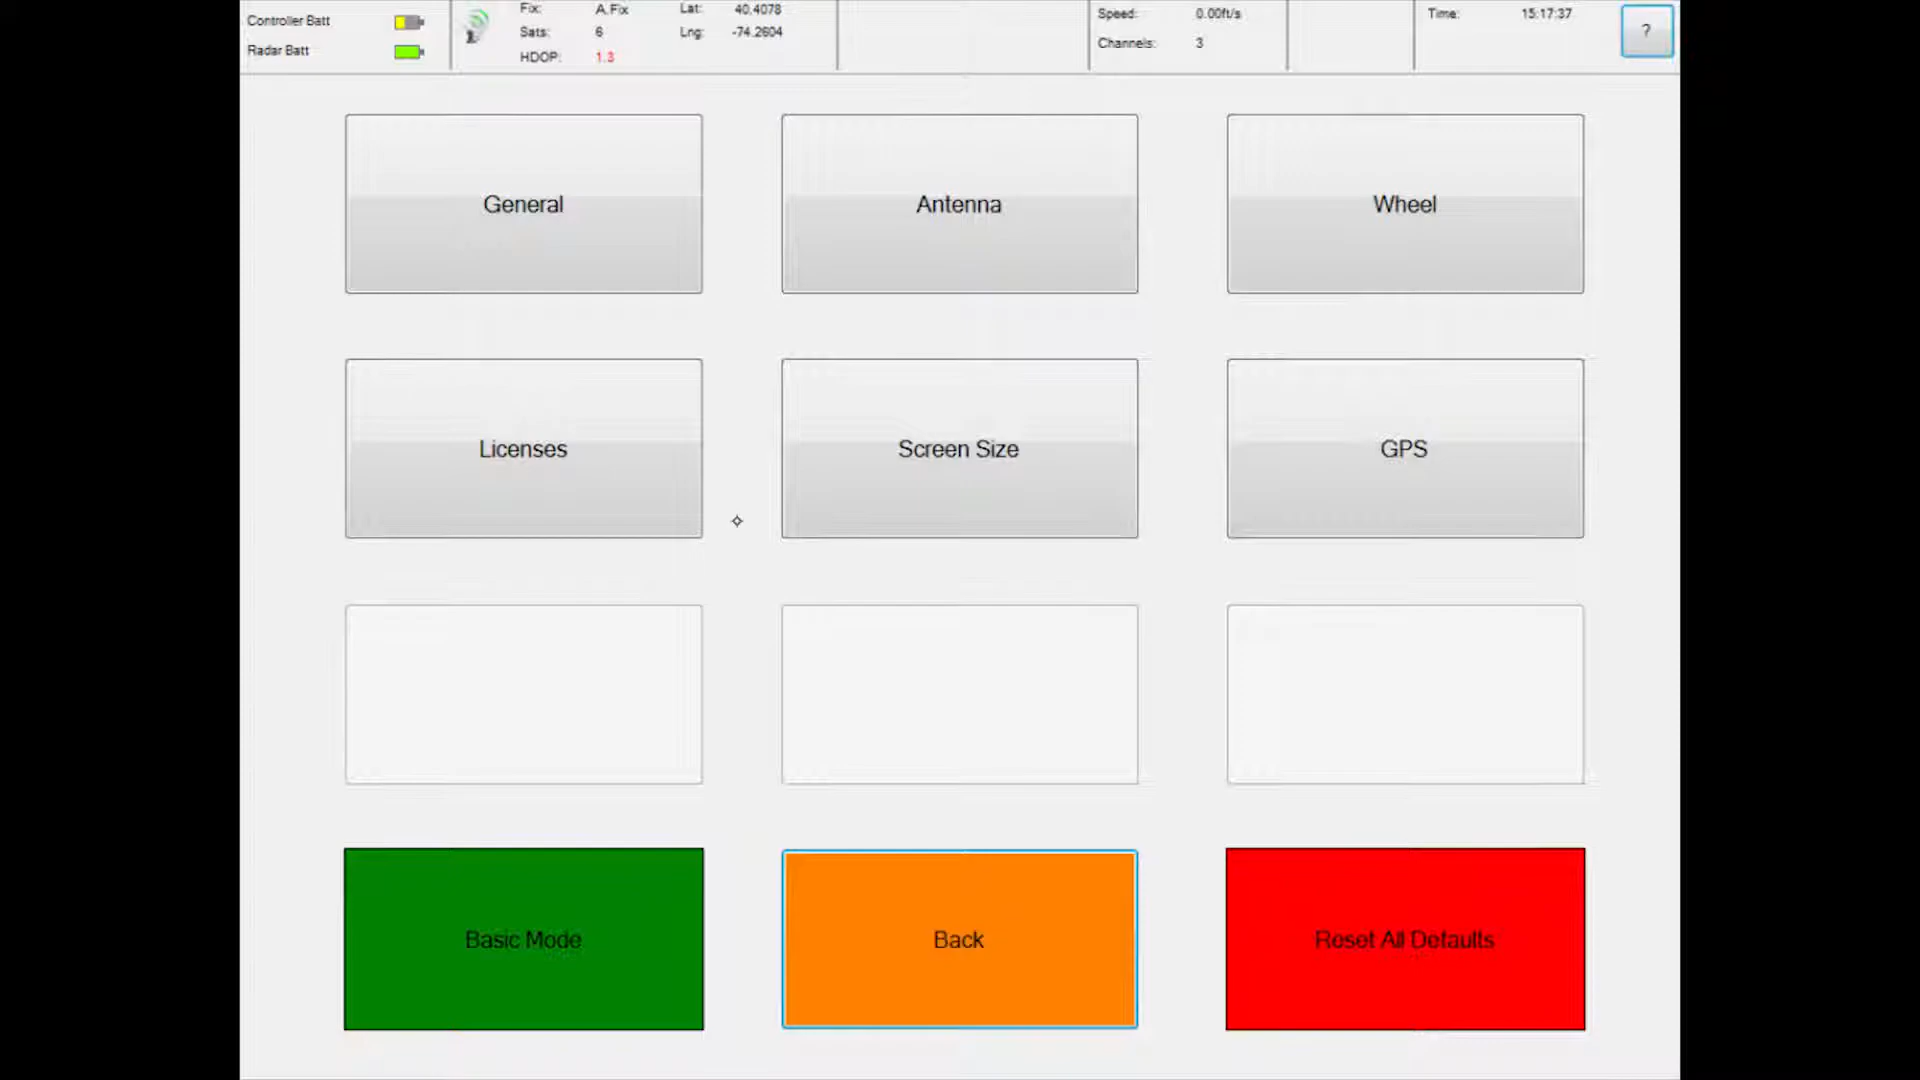 Controller Batt
Radar Batt
Fix: A.Fix
Sats: 6
HDOP: 1.3
Lat: 40.4078
Lng: -74.2604
Speed: 0.00ft/s
Channels: 3
Time: 15:17:37
?
General
Antenna
Wheel
Licenses
Screen Size
GPS
Basic Mode
Back
Reset All Defaults